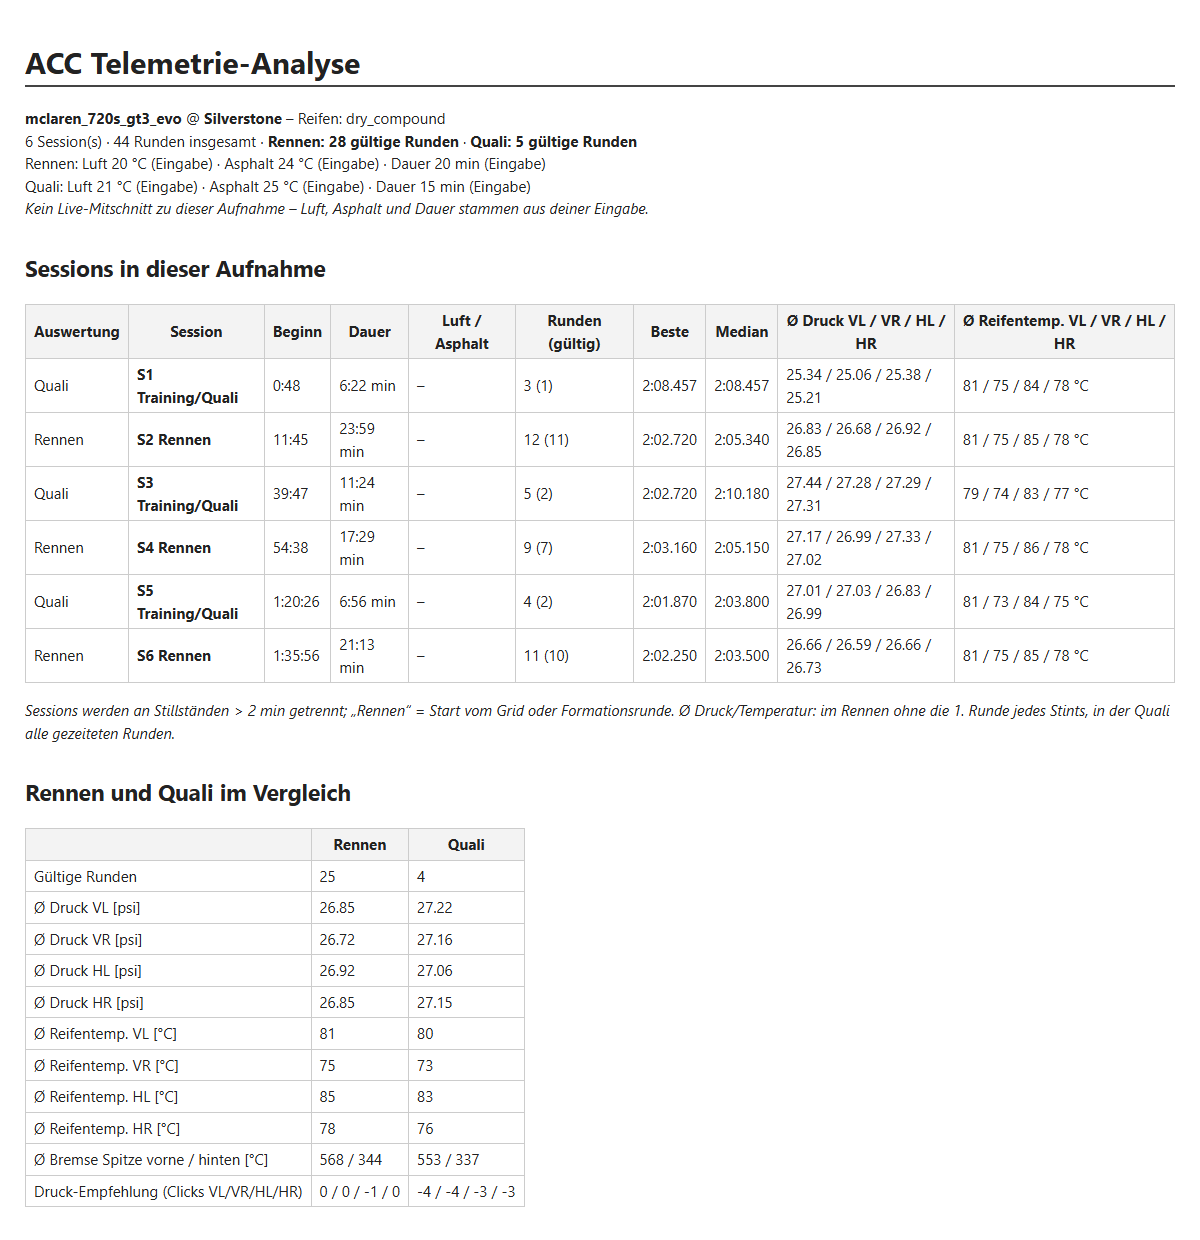 ACC Telemetrie-Analyse
mclaren_720s_gt3_evo @ Silverstone – Reifen: dry_compound
6 Session(s) · 44 Runden insgesamt · Rennen: 28 gültige Runden · Quali: 5 gültige Runden
Rennen: Luft 20 °C (Eingabe) · Asphalt 24 °C (Eingabe) · Dauer 20 min (Eingabe)
Quali: Luft 21 °C (Eingabe) · Asphalt 25 °C (Eingabe) · Dauer 15 min (Eingabe)
Kein Live-Mitschnitt zu dieser Aufnahme – Luft, Asphalt und Dauer stammen aus deiner Eingabe.
Sessions in dieser Aufnahme
Auswertung Session Beginn Dauer Luft / Asphalt Runden (gültig) Beste Median Ø Druck VL / VR / HL / HR Ø Reifentemp. VL / VR / HL / HR
Quali S1 Training/Quali 0:48 6:22 min – 3 (1) 2:08.457 2:08.457 25.34 / 25.06 / 25.38 / 25.21 81 / 75 / 84 / 78 °C
Rennen S2 Rennen 11:45 23:59 min – 12 (11) 2:02.720 2:05.340 26.83 / 26.68 / 26.92 / 26.85 81 / 75 / 85 / 78 °C
Quali S3 Training/Quali 39:47 11:24 min – 5 (2) 2:02.720 2:10.180 27.44 / 27.28 / 27.29 / 27.31 79 / 74 / 83 / 77 °C
Rennen S4 Rennen 54:38 17:29 min – 9 (7) 2:03.160 2:05.150 27.17 / 26.99 / 27.33 / 27.02 81 / 75 / 86 / 78 °C
Quali S5 Training/Quali 1:20:26 6:56 min – 4 (2) 2:01.870 2:03.800 27.01 / 27.03 / 26.83 / 26.99 81 / 73 / 84 / 75 °C
Rennen S6 Rennen 1:35:56 21:13 min – 11 (10) 2:02.250 2:03.500 26.66 / 26.59 / 26.66 / 26.73 81 / 75 / 85 / 78 °C
Sessions werden an Stillständen > 2 min getrennt; „Rennen“ = Start vom Grid oder Formationsrunde. Ø Druck/Temperatur: im Rennen ohne die 1. Runde jedes Stints, in der Quali
alle gezeiteten Runden.
Rennen und Quali im Vergleich
Rennen Quali
Gültige Runden 25 4
Ø Druck VL [psi] 26.85 27.22
Ø Druck VR [psi] 26.72 27.16
Ø Druck HL [psi] 26.92 27.06
Ø Druck HR [psi] 26.85 27.15
Ø Reifentemp. VL [°C] 81 80
Ø Reifentemp. VR [°C] 75 73
Ø Reifentemp. HL [°C] 85 83
Ø Reifentemp. HR [°C] 78 76
Ø Bremse Spitze vorne / hinten [°C] 568 / 344 553 / 337
Druck-Empfehlung (Clicks VL/VR/HL/HR) 0 / 0 / -1 / 0 -4 / -4 / -3 / -3